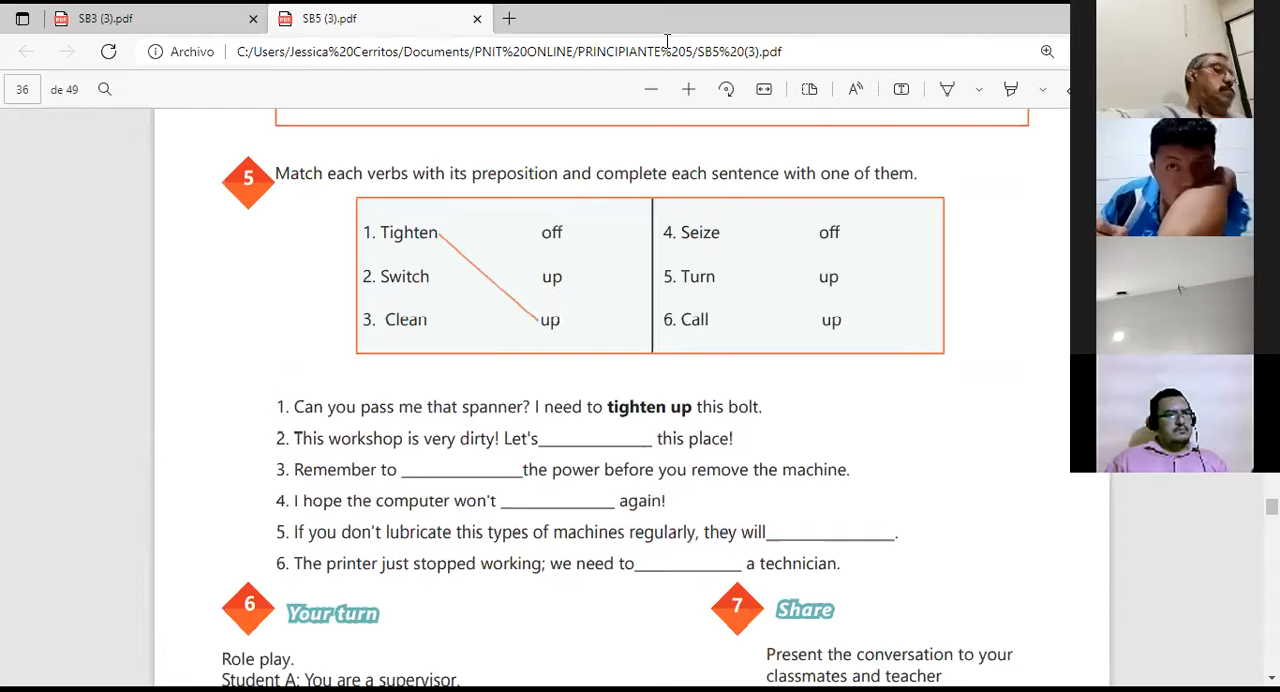 SB3 (3).pdf
SB5 (3).pdf
Archivo
C:/Users/Jessica%20Cerritos/Documents/PNIT%20ONLINE/PRINCIPIANTE%205/SB5%20(3).pdf
36 de 49
5 Match each verbs with its preposition and complete each sentence with one of them.
1. Tighten off 4. Seize off
2. Switch up 5. Turn up
3. Clean up 6. Call up
1. Can you pass me that spanner? I need to tighten up this bolt.
2. This workshop is very dirty! Let's____________ this place!
3. Remember to _____________the power before you remove the machine.
4. I hope the computer won't ____________ again!
5. If you don't lubricate this types of machines regularly, they will______________.
6. The printer just stopped working; we need to___________ a technician.
6 Your turn
7 Share
Role play.
Student A: You are a supervisor.
Present the conversation to your
classmates and teacher